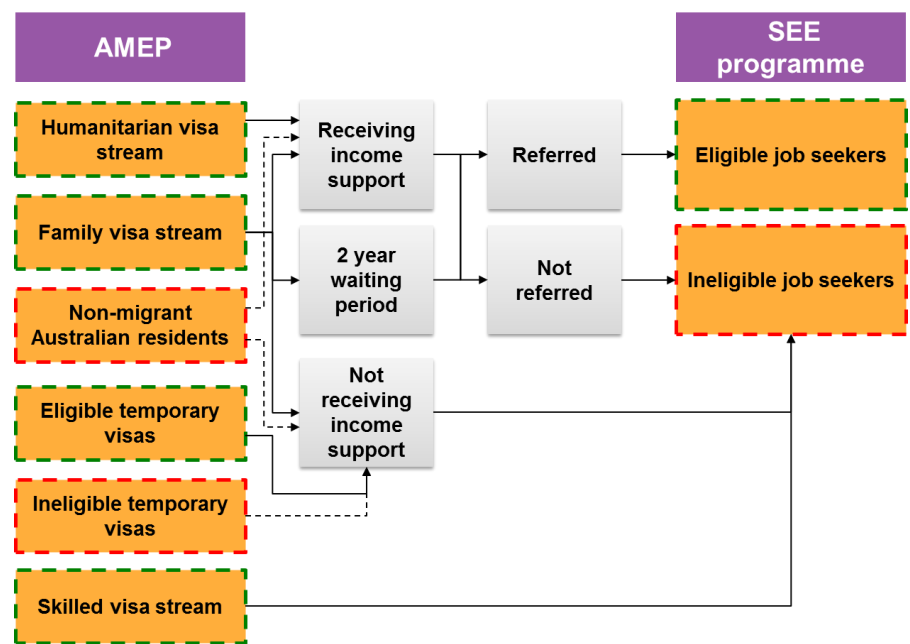 AMEP
SEE
programme
Humanitarian visa
stream
Family visa stream
Non-migrant
Australian residents
Eligible temporary
visas
Ineligible temporary
visas
Skilled visa stream
Receiving
income
support
2 year
waiting
period
Not
receiving
income
support
Referred
Not
referred
Eligible job seekers
Ineligible job seekers